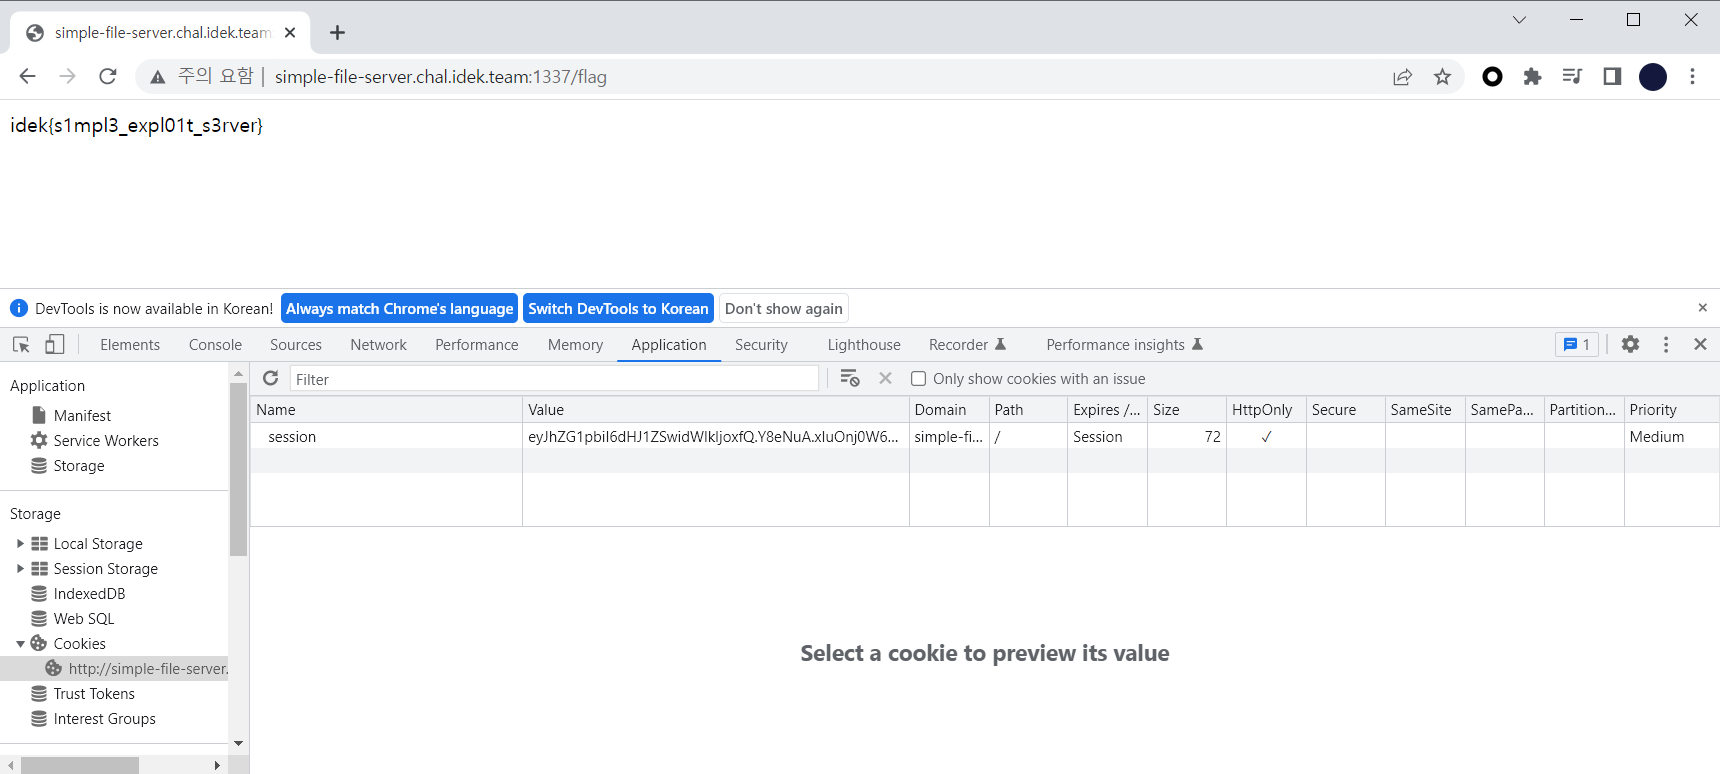 simple-file-server.chal.idek.team
주의 요함 | simple-file-server.chal.idek.team:1337/flag
idek{s1mpl3_expl01t_s3rver}
DevTools is now available in Korean! Always match Chrome's language Switch DevTools to Korean Don't show again
Elements Console Sources Network Performance Memory Application Security Lighthouse Recorder Performance insights 1
Application
Manifest
Service Workers
Storage
Storage
Local Storage
Session Storage
IndexedDB
Web SQL
Cookies
http://simple-file-server.
Trust Tokens
Interest Groups
Filter Only show cookies with an issue
Name Value Domain Path Expires /... Size HttpOnly Secure SameSite SamePa... Partition... Priority
session eyJhZG1pbiI6dHJ1ZSwidWlkIjoxfQ.Y8eNuA.xIuOnj0W6... simple-fi... / Session 72 ✓ Medium
Select a cookie to preview its value